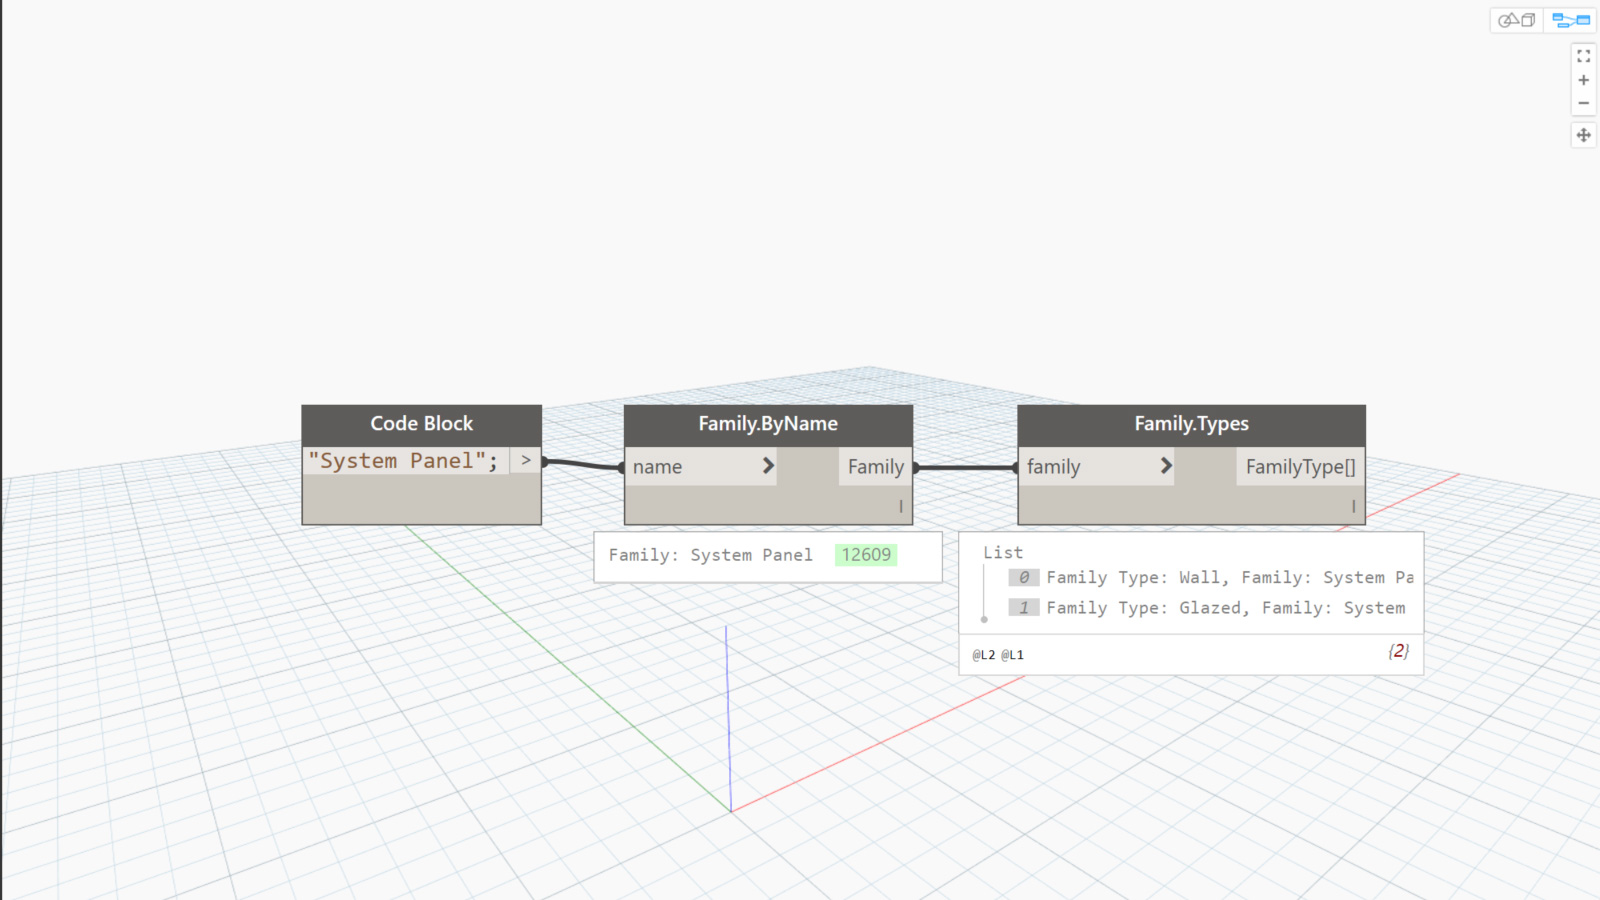 Code Block
"System Panel";
>
Family.ByName
name
Family
Family: System Panel 12609
Family.Types
family
FamilyType[]
List
0 Family Type: Wall, Family: System Pa
1 Family Type: Glazed, Family: System
@L2 @L1
{2}